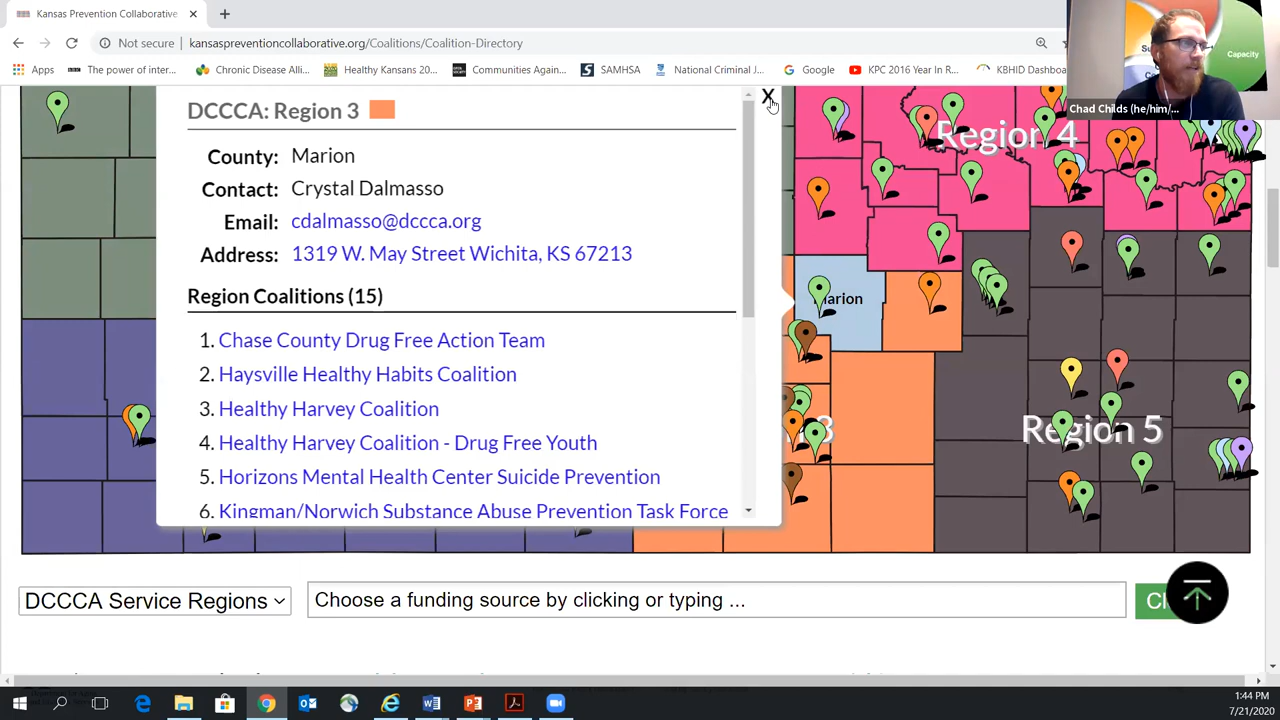 Kansas Prevention Collaborative
Not secure
kansaspreventioncollaborative.org/Coalitions/Coalition-Directory
Apps
The power of inter...
Chronic Disease Alli...
Healthy Kansans 20...
Communities Again...
SAMHSA
National Criminal J...
Google
KPC 2016 Year In R...
KBHID Dashboa
Capacity
Chad Childs (he/him/...
DCCCA: Region 3
X
County: Marion
Contact: Crystal Dalmasso
Email: cdalmasso@dccca.org
Address: 1319 W. May Street Wichita, KS 67213
Region Coalitions (15)
1. Chase County Drug Free Action Team
2. Haysville Healthy Habits Coalition
3. Healthy Harvey Coalition
4. Healthy Harvey Coalition - Drug Free Youth
5. Horizons Mental Health Center Suicide Prevention
6. Kingman/Norwich Substance Abuse Prevention Task Force
Region 4
Marion
3
Region 5
DCCCA Service Regions
Choose a funding source by clicking or typing ...
1:44 PM
7/21/2020